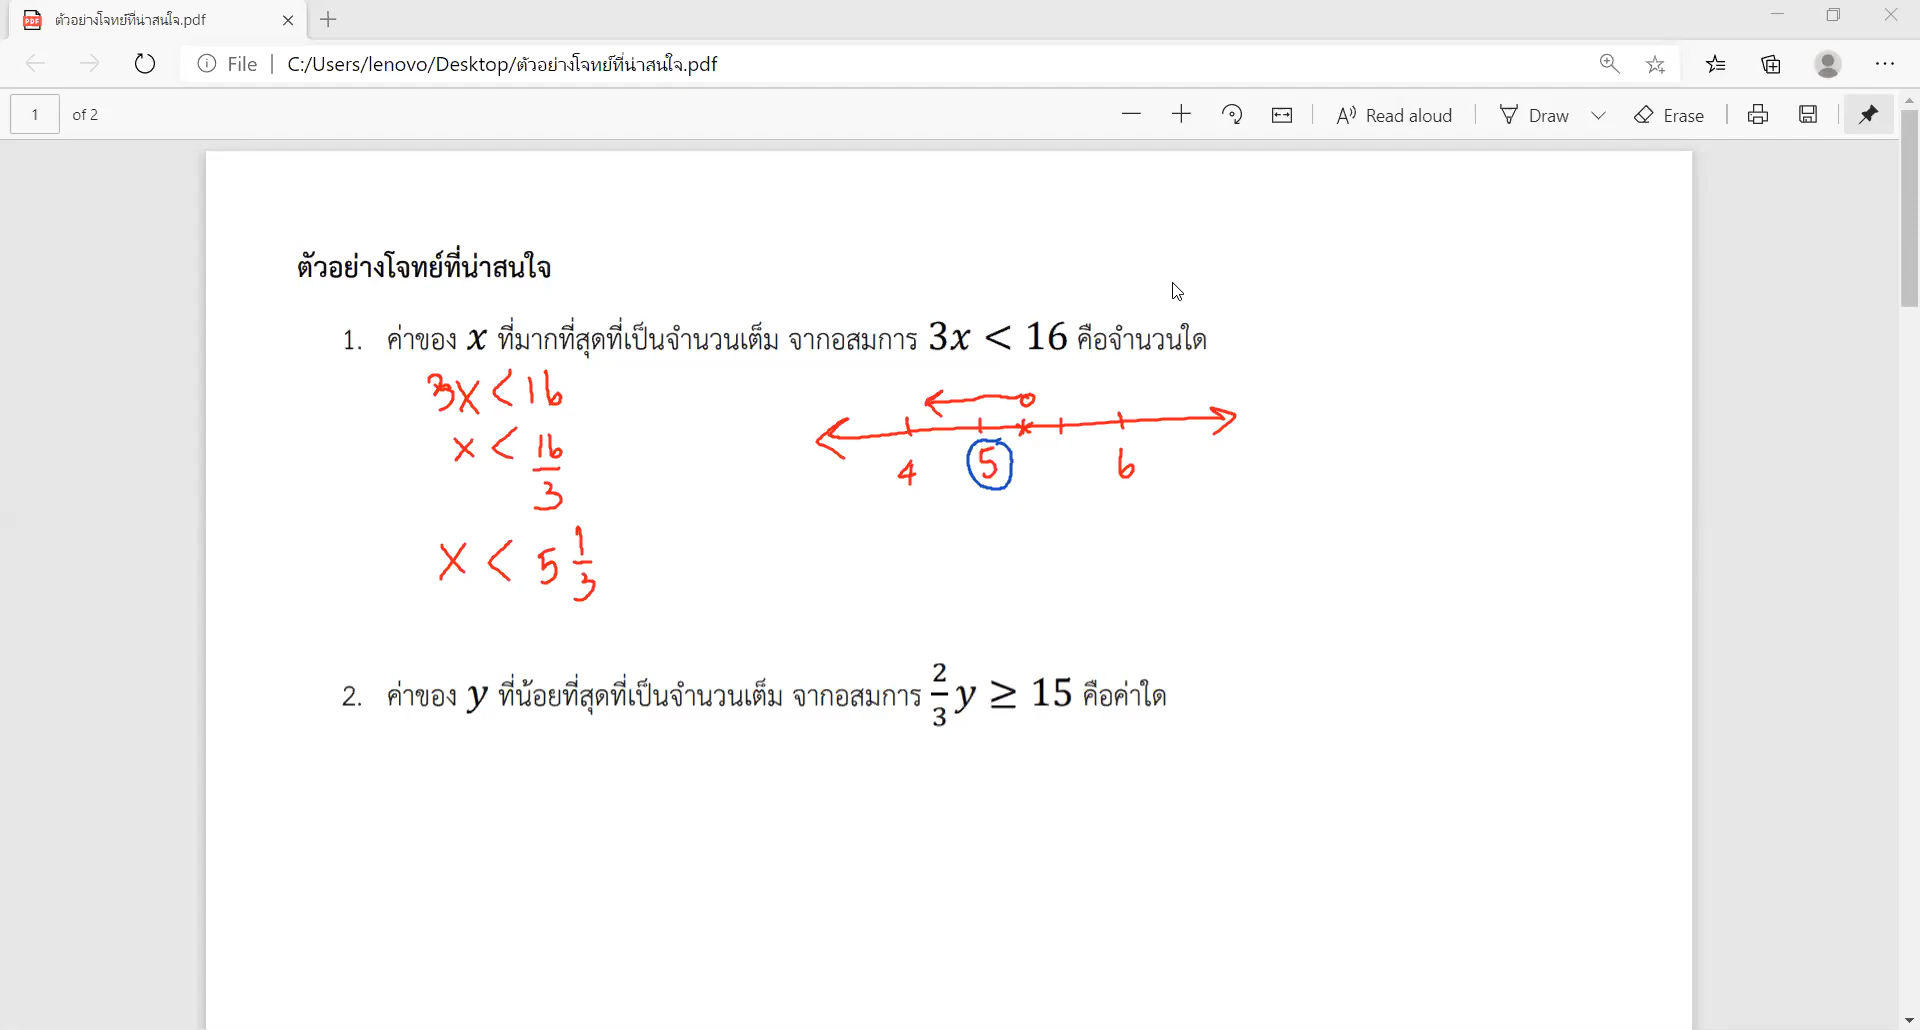 ตัวอย่างโจทย์ที่น่าสนใจ.pdf
File | C:/Users/lenovo/Desktop/ตัวอย่างโจทย์ที่น่าสนใจ.pdf
1 of 2 Read aloud Draw Erase
ตัวอย่างโจทย์ที่น่าสนใจ
1. ค่าของ x ที่มากที่สุดที่เป็นจำนวนเต็ม จากอสมการ 3x < 16 คือจำนวนใด
3x < 16
x < 16/3
x < 5 1/3
4 5 6
2. ค่าของ y ที่น้อยที่สุดที่เป็นจำนวนเต็ม จากอสมการ 2/3 y ≥ 15 คือค่าใด